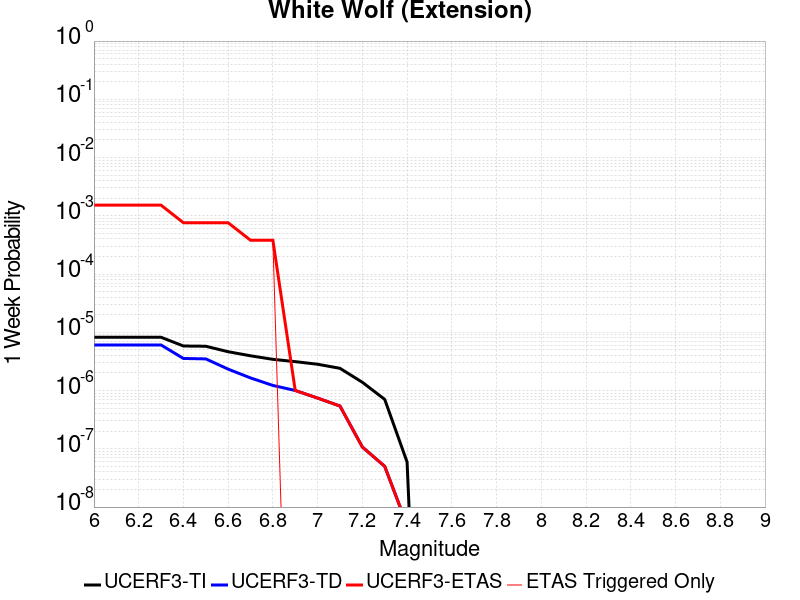 White Wolf (Extension)
1 Week Probability
10^0
10^-1
10^-2
10^-3
10^-4
10^-5
10^-6
10^-7
10^-8
6 6.2 6.4 6.6 6.8 7 7.2 7.4 7.6 7.8 8 8.2 8.4 8.6 8.8 9
Magnitude
UCERF3-TI UCERF3-TD UCERF3-ETAS ETAS Triggered Only